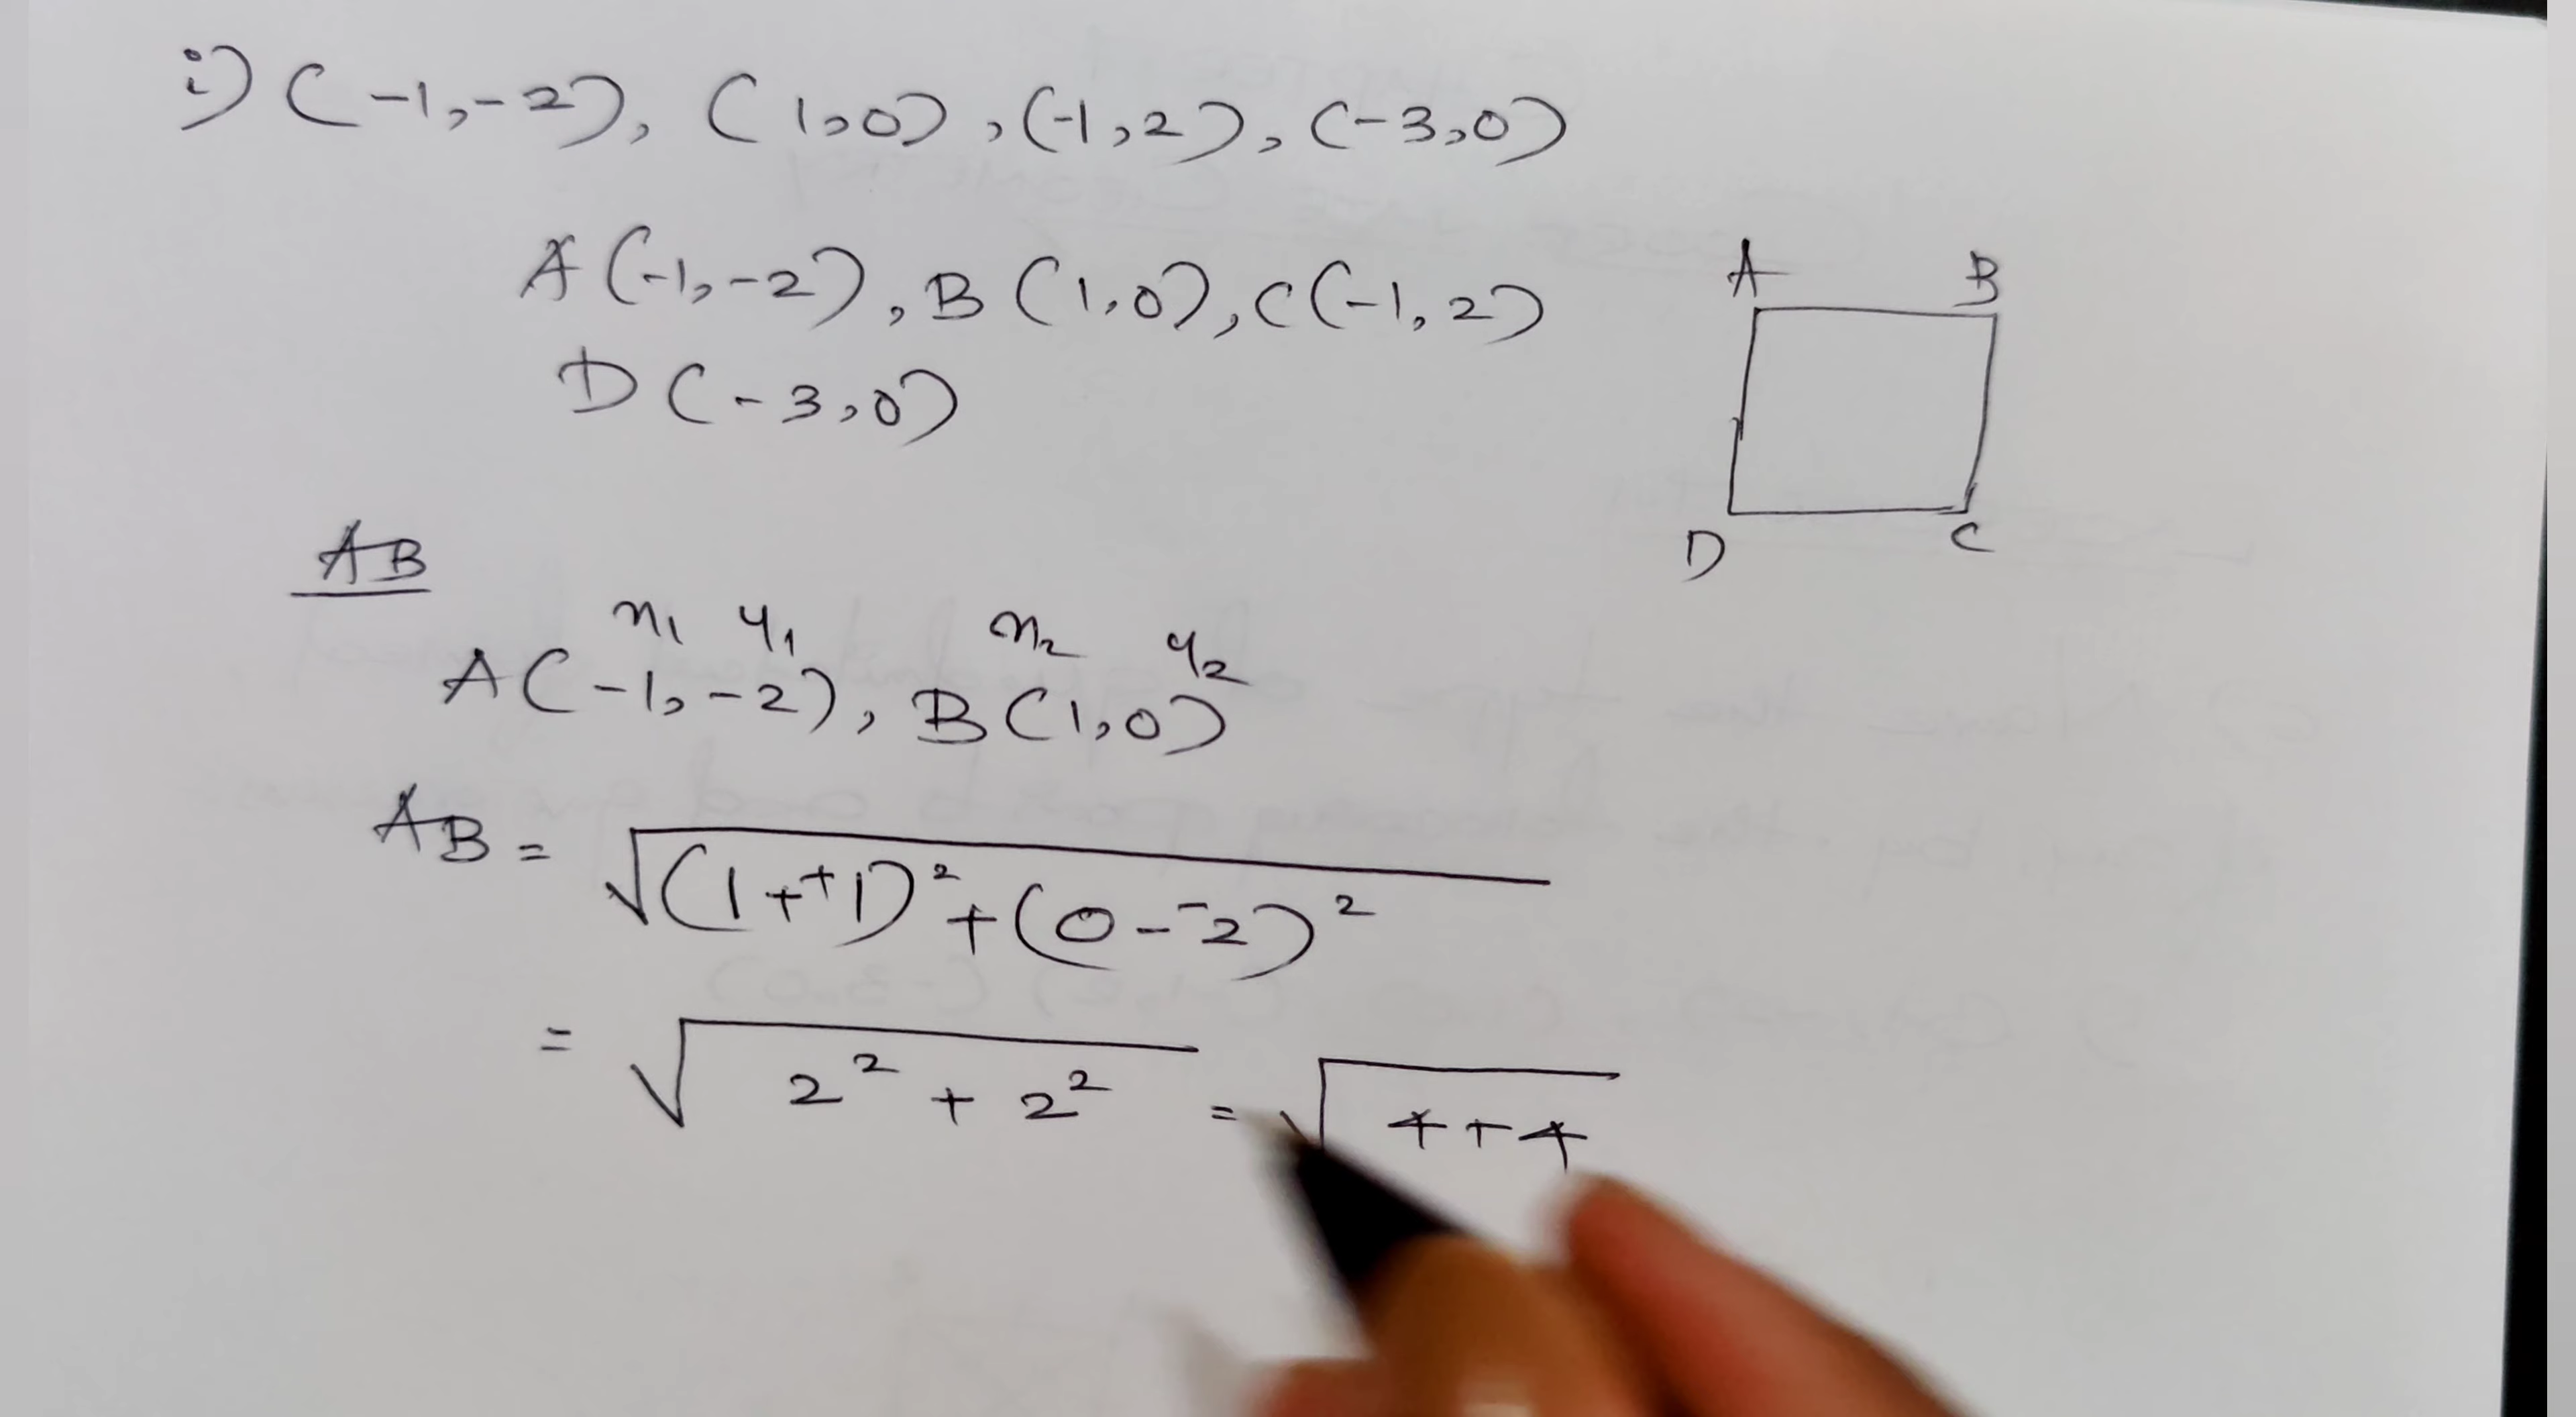 i) (-1,-2), (1,0), (-1,2), (-3,0)
A(-1,-2), B(1,0), C(-1,2)
D(-3,0)
A B
D C
AB
x1 y1 x2 y2
A(-1,-2), B(1,0)
AB = √(1++1)²+(0--2)²
= √2²+2² = √4+4